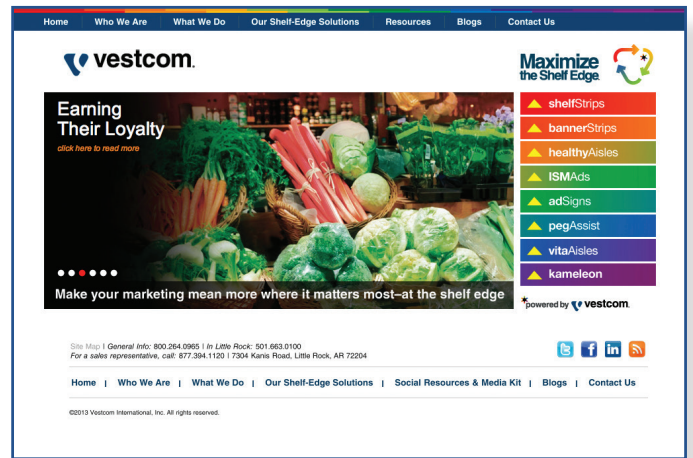 Home Who We Are What We Do Our Shelf-Edge Solutions Resources Blogs Contact Us
vestcom.
Maximize
the Shelf Edge.
Earning
Their Loyalty
click here to read more
shelfStrips
bannerStrips
healthyAisles
ISMAds
adSigns
pegAssist
vitaAisles
kameleon
Make your marketing mean more where it matters most–at the shelf edge
*powered by vestcom.
Site Map | General Info: 800.264.0965 | In Little Rock: 501.663.0100
For a sales representative, call: 877.394.1120 | 7304 Kanis Road, Little Rock, AR 72204
Home | Who We Are | What We Do | Our Shelf-Edge Solutions | Social Resources & Media Kit | Blogs | Contact Us
©2013 Vestcom International, Inc. All rights reserved.